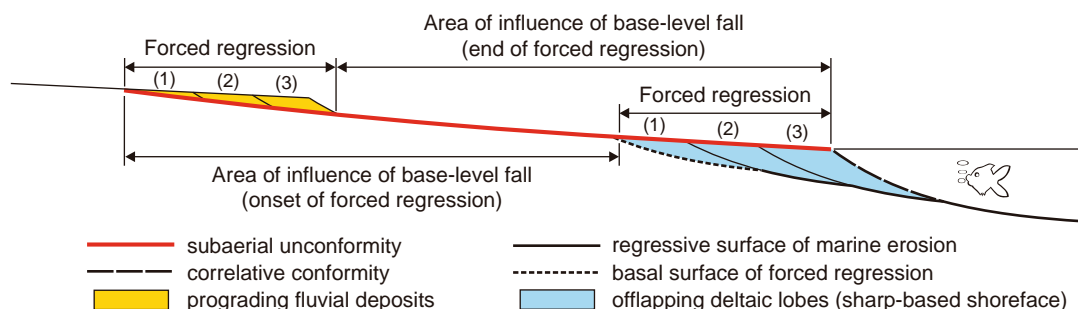 Area of influence of base-level fall
(end of forced regression)
Forced regression
(1) (2) (3)
Forced regression
(1) (2) (3)
Area of influence of base-level fall
(onset of forced regression)
subaerial unconformity
correlative conformity
prograding fluvial deposits
regressive surface of marine erosion
basal surface of forced regression
offlapping deltaic lobes (sharp-based shoreface)